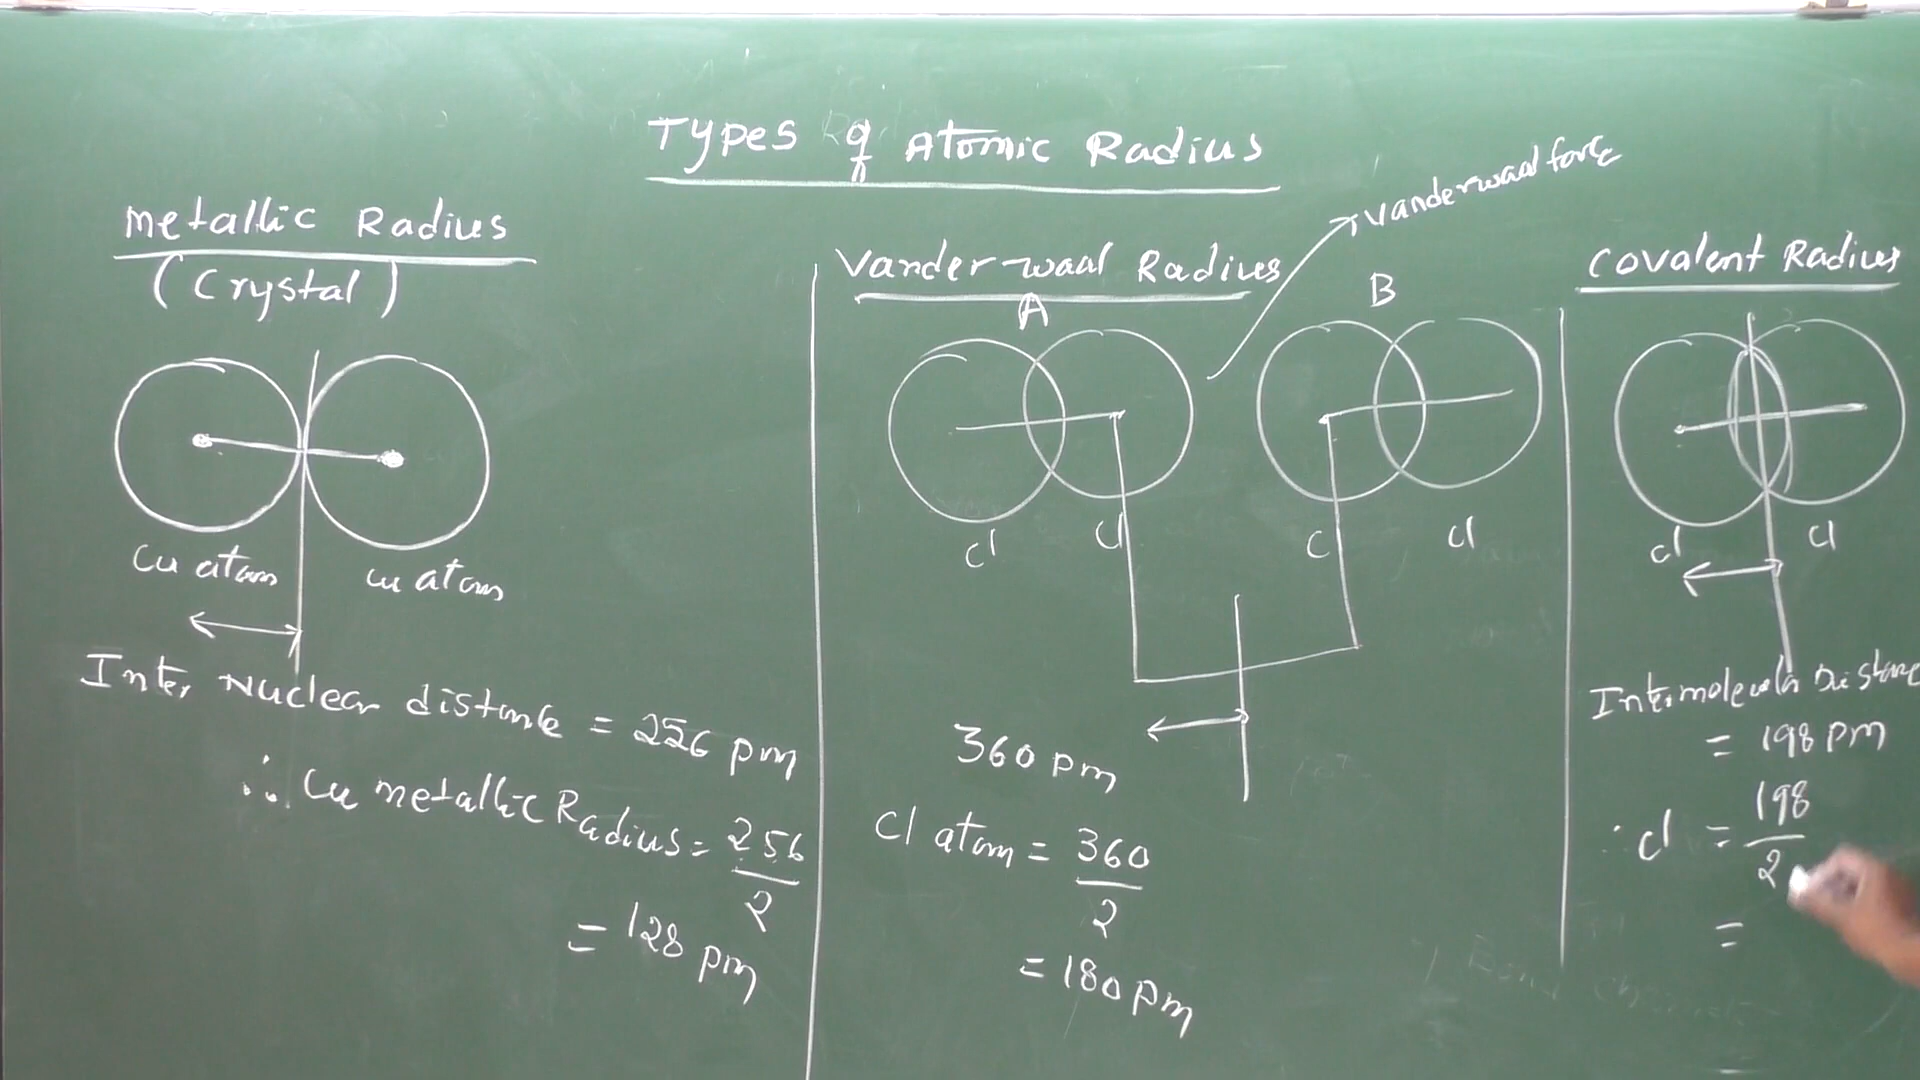 Types of Atomic Radius
Metallic Radius
(Crystal)
Cu atom
Cu atom
Inter Nuclear distance = 256 pm
∴ Cu metallic Radius = 256/2
= 128 pm
Vander-waal Radius
Vanderwaal force
A
B
Cl
Cl
Cl
Cl
360 pm
Cl atom = 360/2
= 180 pm
Covalent Radius
Cl
Cl
= 198 pm
∴ Cl = 198/2
=